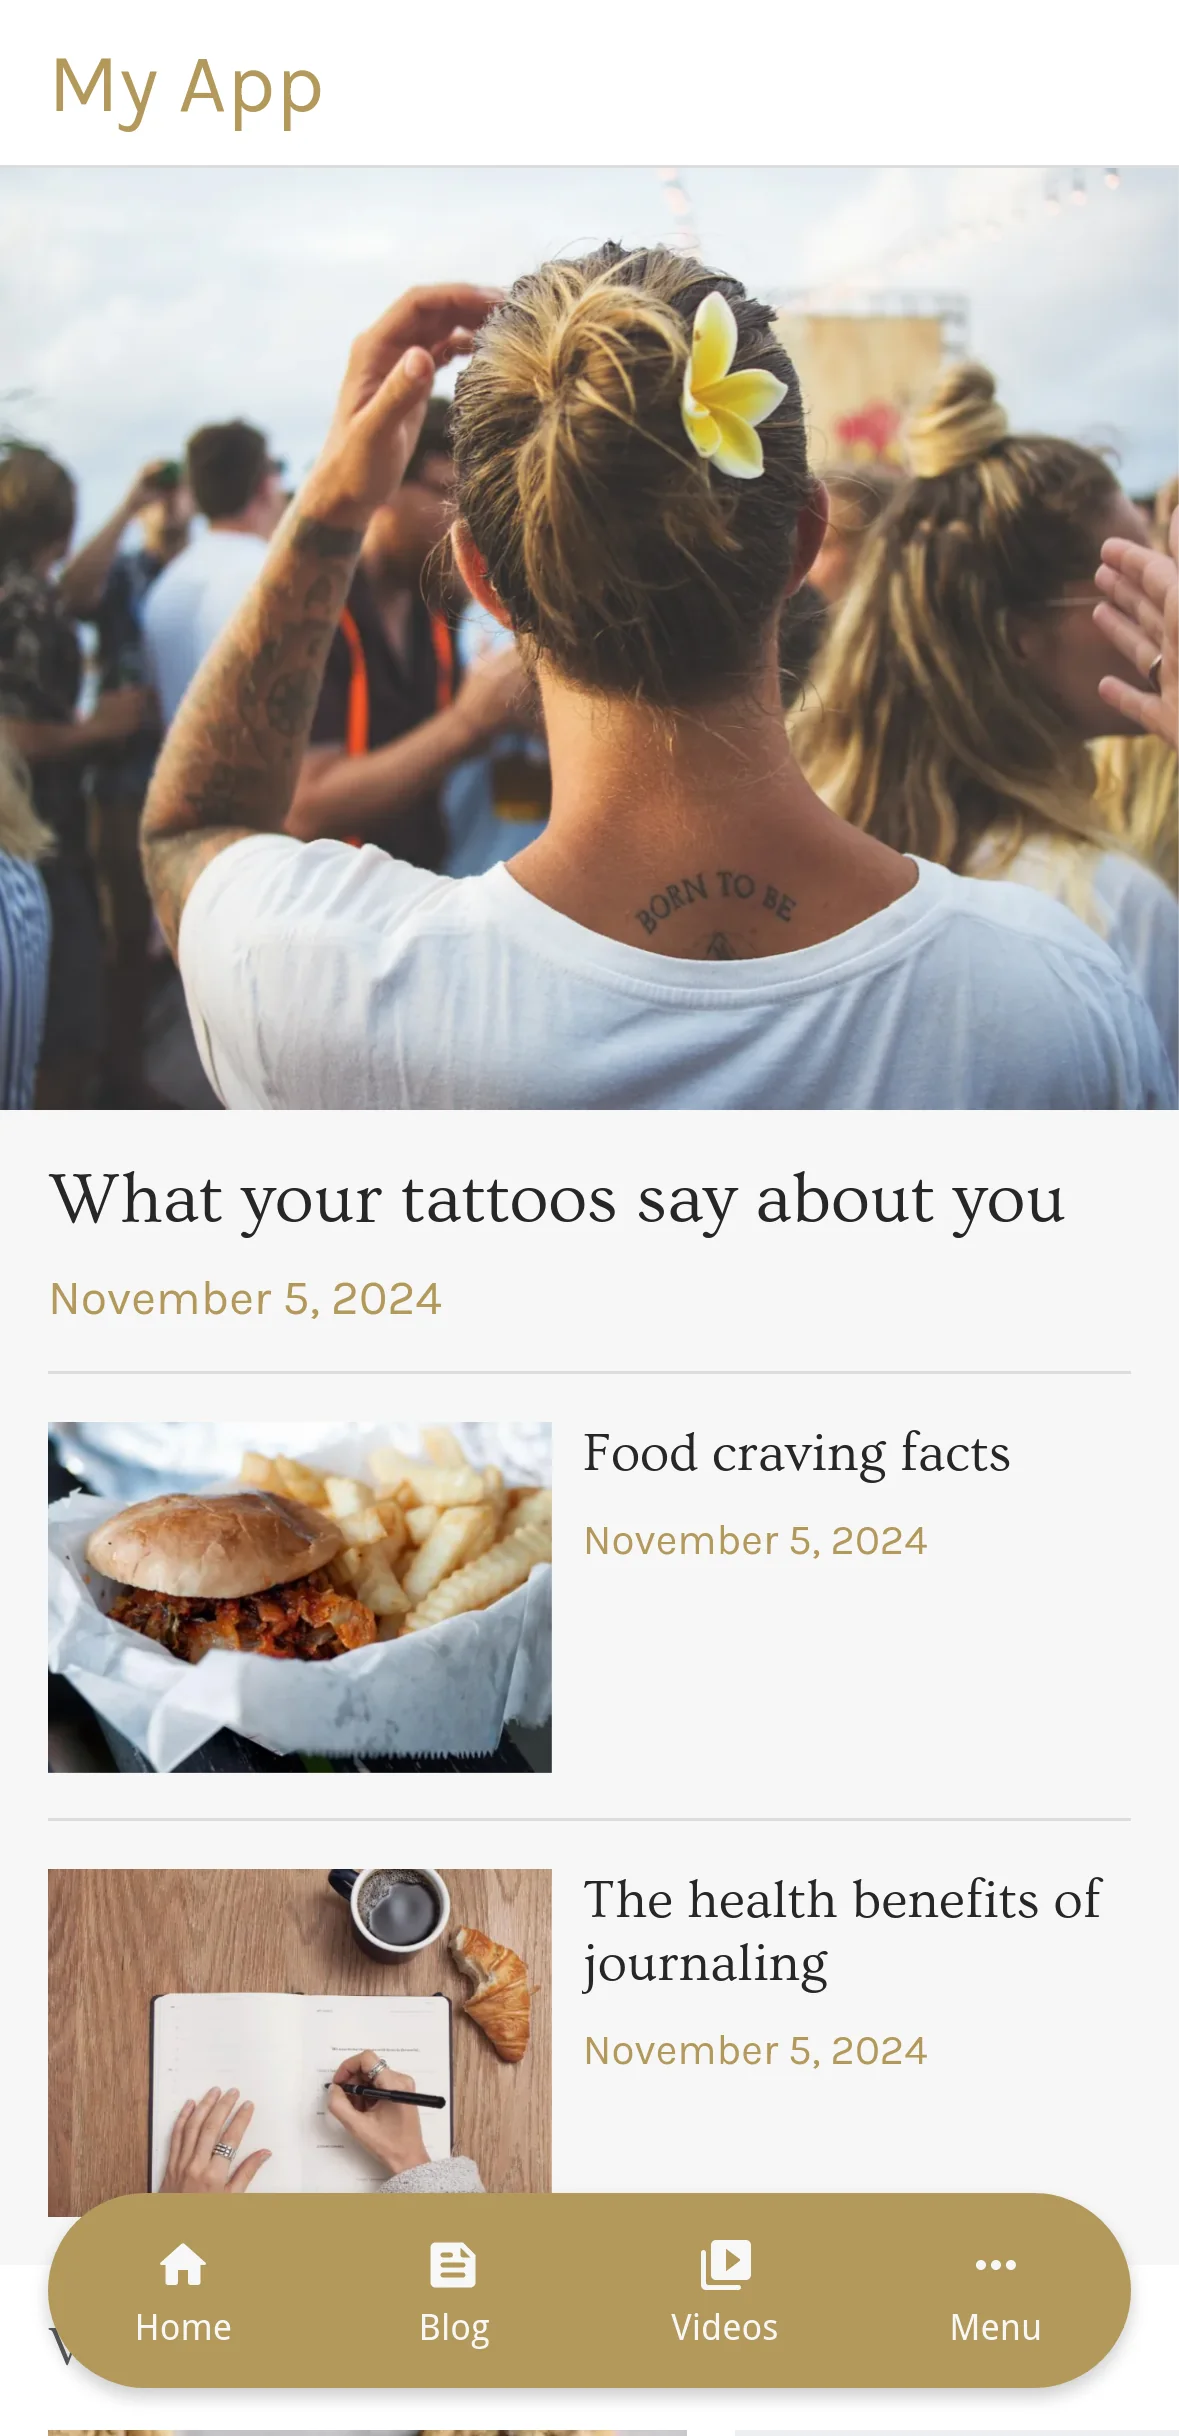 My App
BORN TO BE
What your tattoos say about you
November 5, 2024
Food craving facts
November 5, 2024
The health benefits of
journaling
November 5, 2024
Home
Blog
Videos
Menu